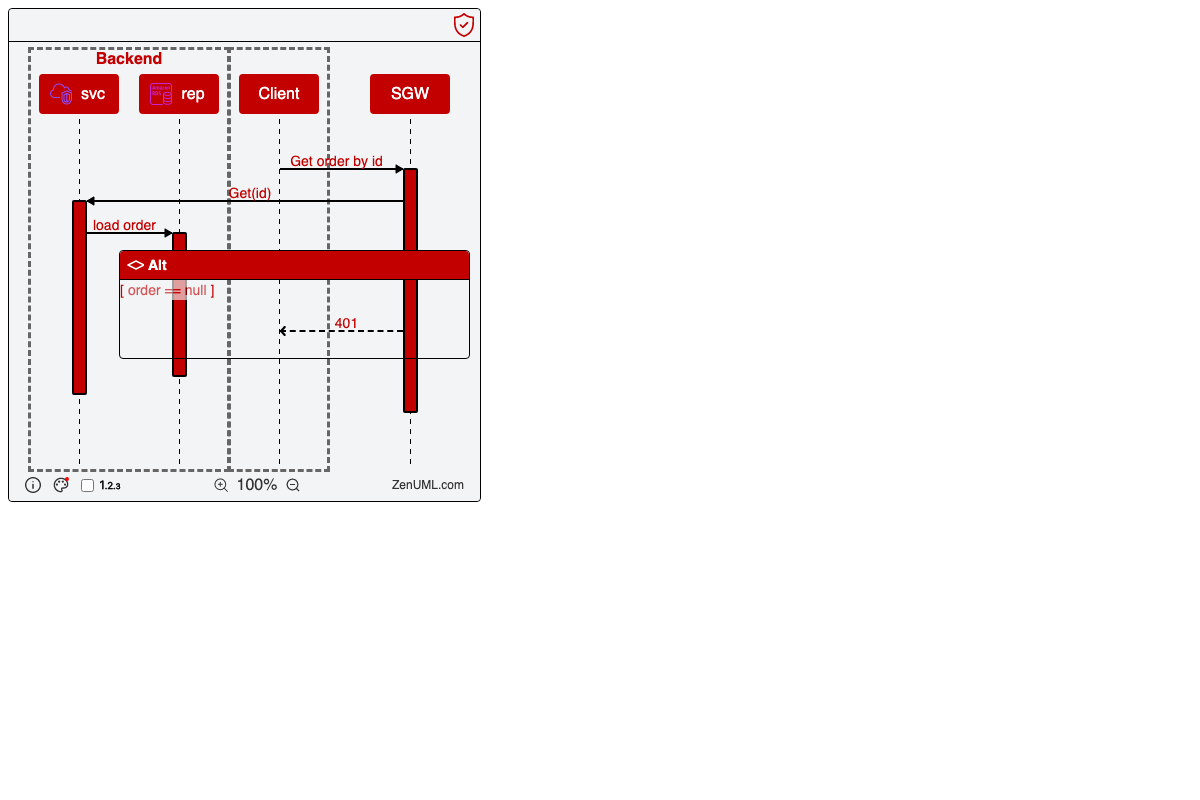 Backend
svc
rep
Client
SGW
Get order by id
Get(id)
load order
<> Alt
[ order == null ]
401
1.2.3
100%
ZenUML.com